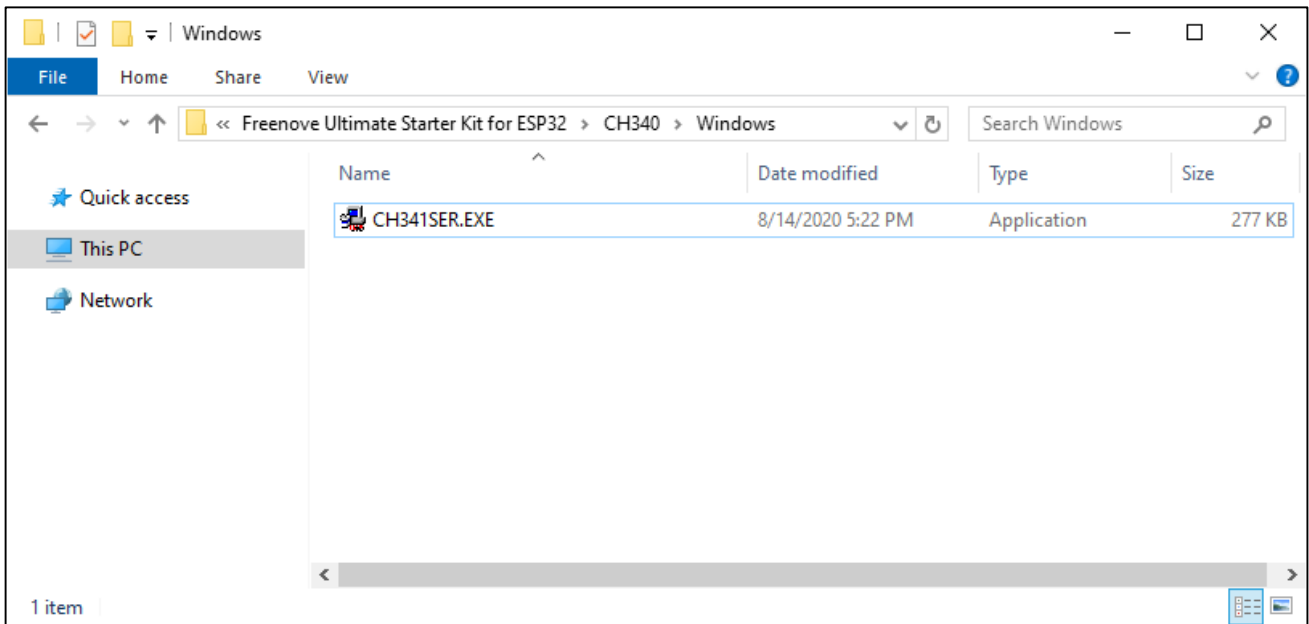 Windows
File Home Share View
« Freenove Ultimate Starter Kit for ESP32 > CH340 > Windows Search Windows
Name Date modified Type Size
Quick access
CH341SER.EXE 8/14/2020 5:22 PM Application 277 KB
This PC
Network
1 item